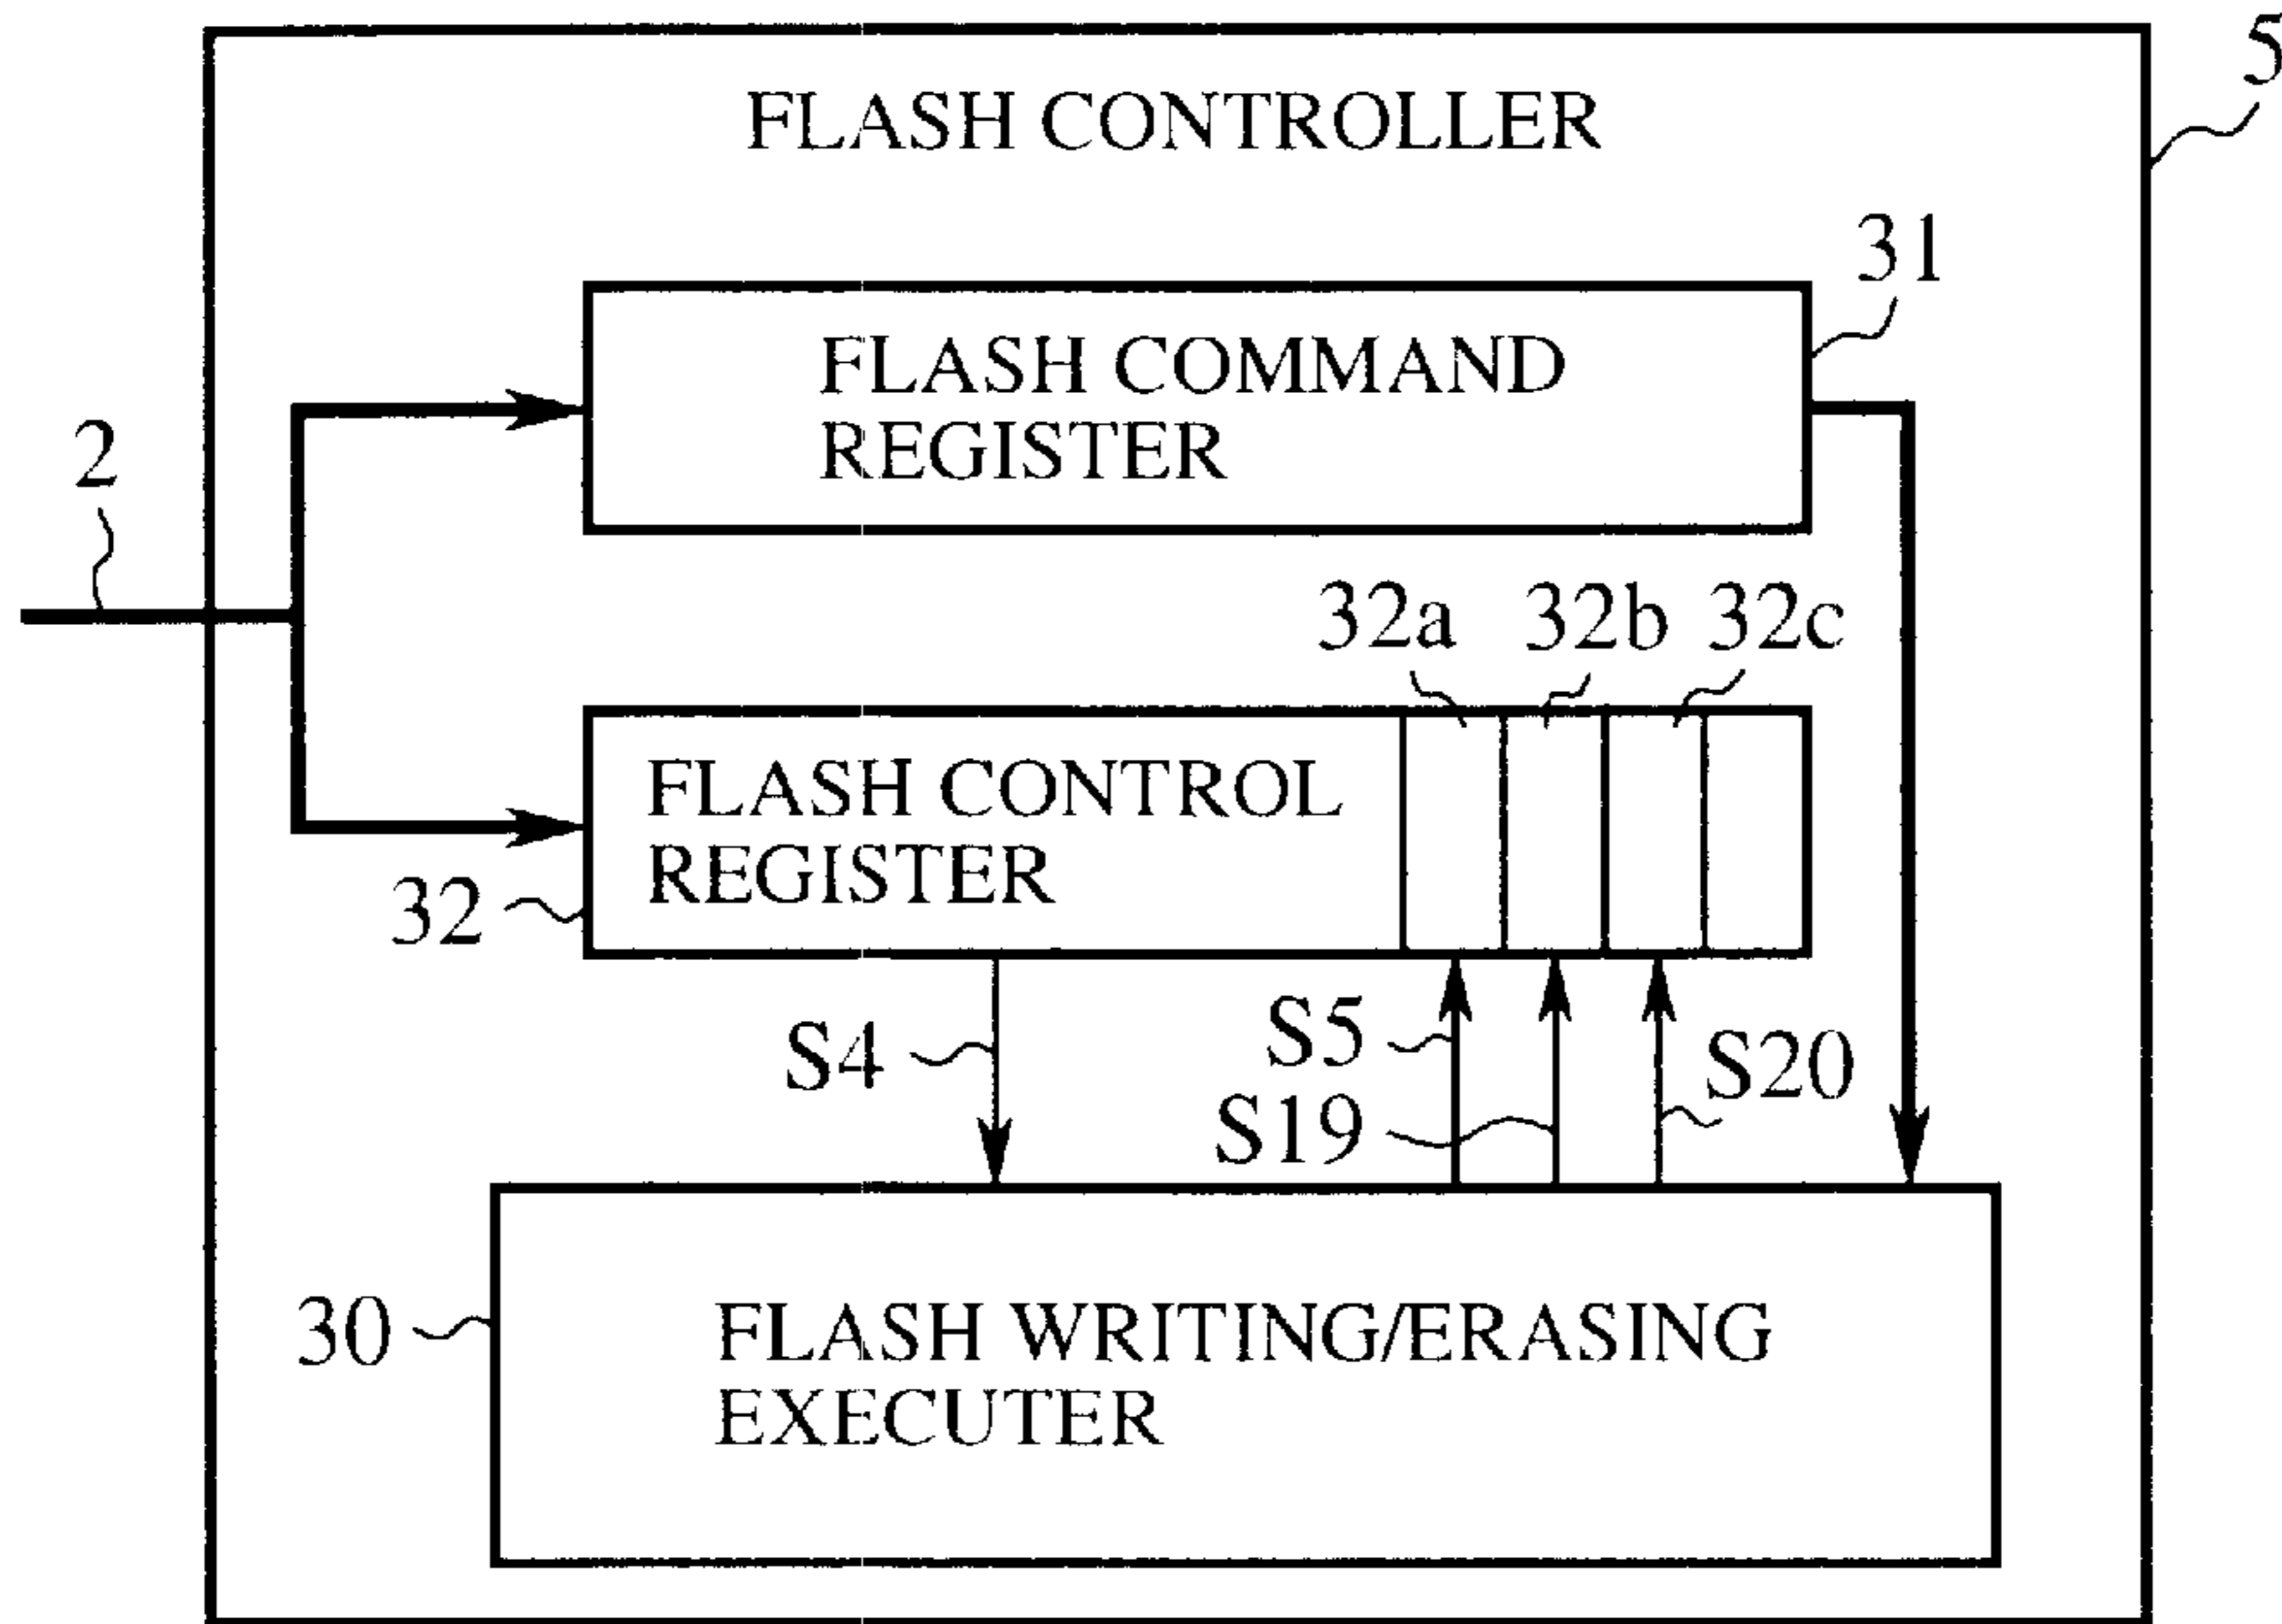 5
FLASH CONTROLLER
31
FLASH COMMAND
REGISTER
2
32a 32b 32c
FLASH CONTROL
REGISTER
32
S4
S5
S20
S19
30
FLASH WRITING/ERASING
EXECUTER